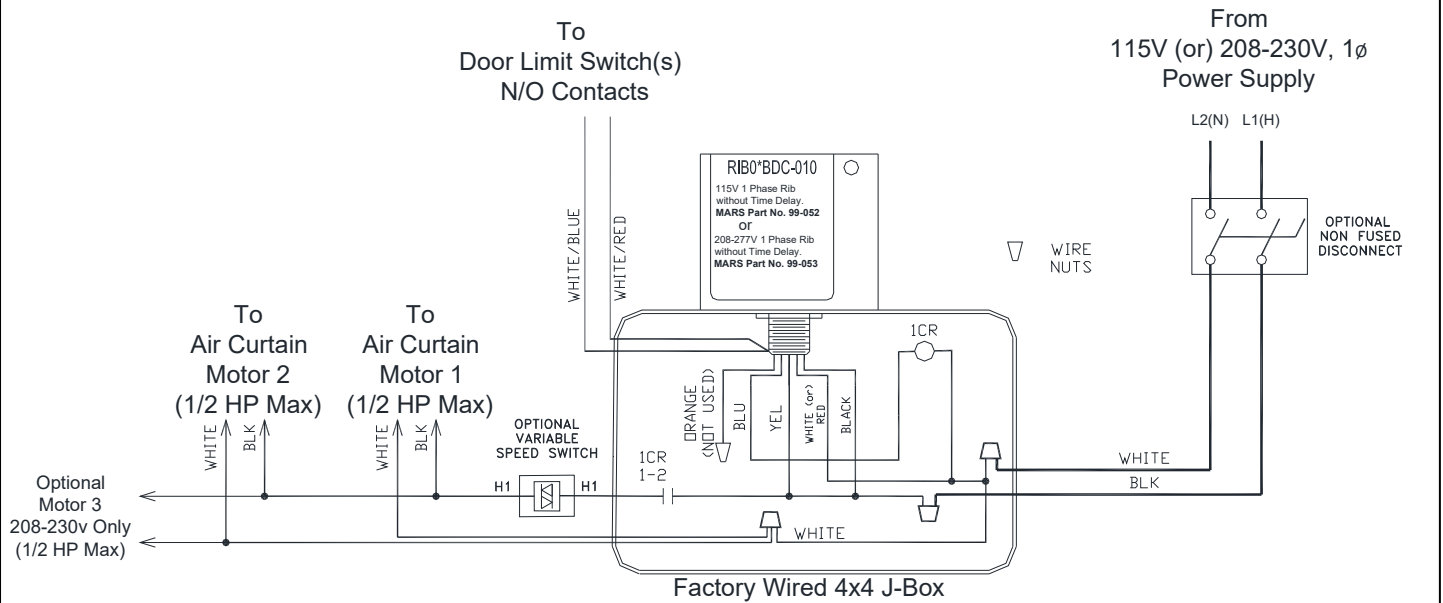 To
Door Limit Switch(s)
N/O Contacts
From
115V (or) 208-230V, 1ø
Power Supply
L2(N) L1(H)
OPTIONAL
NON FUSED
DISCONNECT
RIB0*BDC-010
115V 1 Phase Rib
without Time Delay.
MARS Part No. 99-052
or
208-277V 1 Phase Rib
without Time Delay.
MARS Part No. 99-053
WHITE/BLUE
WHITE/RED
WIRE
NUTS
To
Air Curtain
Motor 2
(1/2 HP Max)
To
Air Curtain
Motor 1
(1/2 HP Max)
WHITE
BLK
WHITE
BLK
OPTIONAL
VARIABLE
SPEED SWITCH
H1 H1
1CR
1-2
ORANGE
(NOT USED)
BLU
YEL
WHITE (or)
RED
BLACK
1CR
WHITE
BLK
WHITE
Optional
Motor 3
208-230v Only
(1/2 HP Max)
Factory Wired 4x4 J-Box